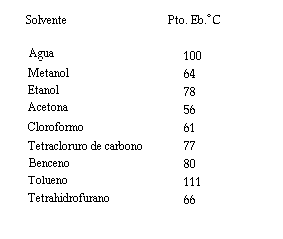 Solvente Pto. Eb.°C
Agua 100
Metanol 64
Etanol 78
Acetona 56
Cloroformo 61
Tetracloruro de carbono 77
Benceno 80
Tolueno 111
Tetrahidrofurano 66